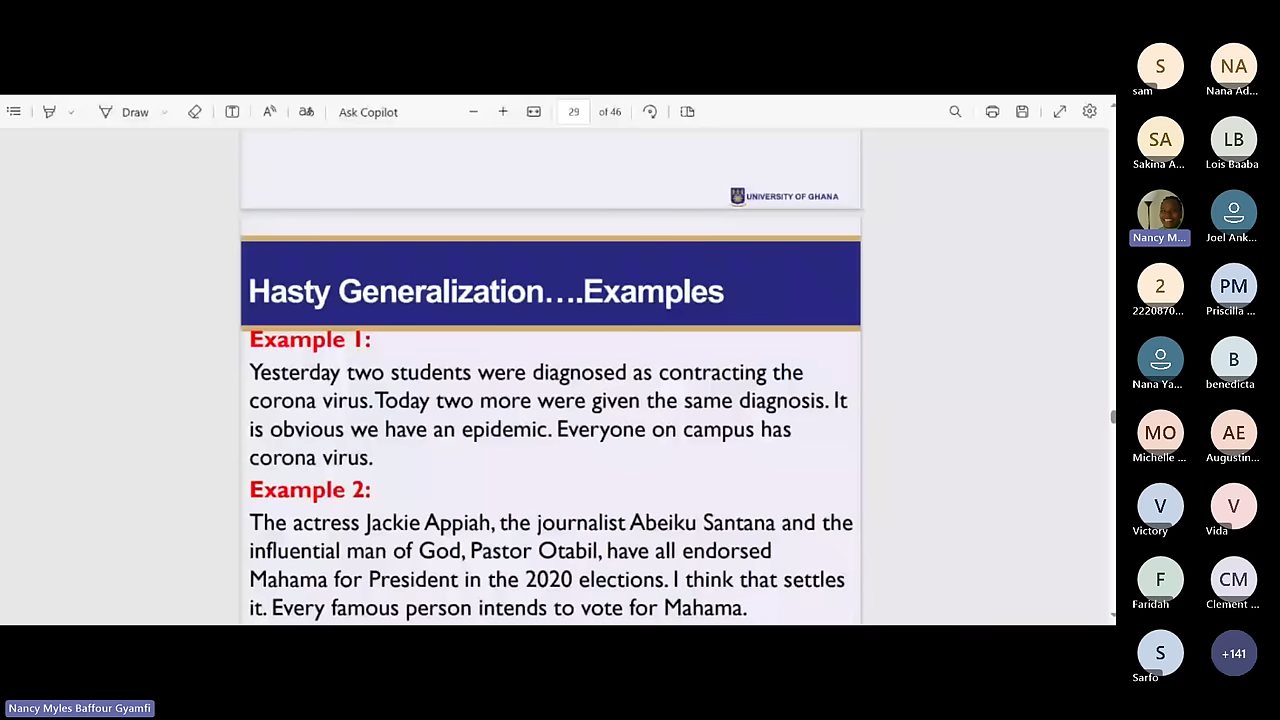 Draw
Ask Copilot
29 of 46
UNIVERSITY OF GHANA
Hasty Generalization….Examples
Example 1:
Yesterday two students were diagnosed as contracting the
corona virus.Today two more were given the same diagnosis. It
is obvious we have an epidemic. Everyone on campus has
corona virus.
Example 2:
The actress Jackie Appiah, the journalist Abeiku Santana and the
influential man of God, Pastor Otabil, have all endorsed
Mahama for President in the 2020 elections. I think that settles
it. Every famous person intends to vote for Mahama.
S NA
sam Nana Ad...
SA LB
Sakina A... Lois Baaba
Nancy M... Joel Ank...
2 PM
2220870... Priscilla ...
B
Nana Ya... benedicta
MO AE
Michelle ... Augustin...
V V
Victory Vida
F CM
Faridah Clement ...
S +141
Sarfo
Nancy Myles Baffour Gyamfi